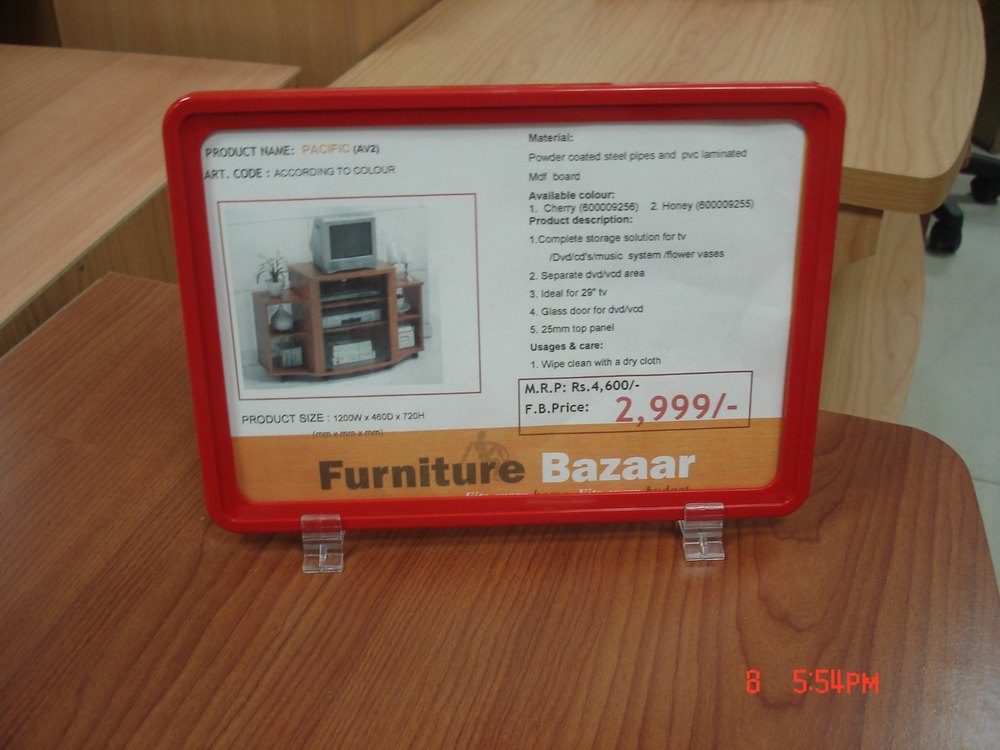 PRODUCT NAME: PACIFIC (AV2)
ART. CODE : ACCORDING TO COLOUR
PRODUCT SIZE : 1200W x 460D x 720H
(mm x mm x mm)
Material:
Powder coated steel pipes and pvc laminated
Mdf board
Available colour:
1. Cherry (600009256) 2. Honey (600009255)
Product description:
1.Complete storage solution for tv
/Dvd/cd's/music system /flower vases
2. Separate dvd/vcd area
3. Ideal for 29" tv
4. Glass door for dvd/vcd
5. 25mm top panel
Usages & care:
1. Wipe clean with a dry cloth
M.R.P: Rs.4,600/-
F.B.Price: 2,999/-
Furniture Bazaar
8 5:54PM